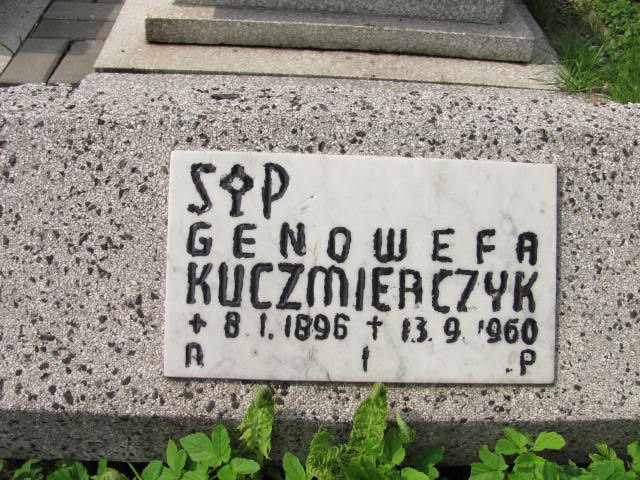 S P
GENOWEFA
KUCZMIERCZYK
+ 8.1.1896 + 13.9.1960
R I P